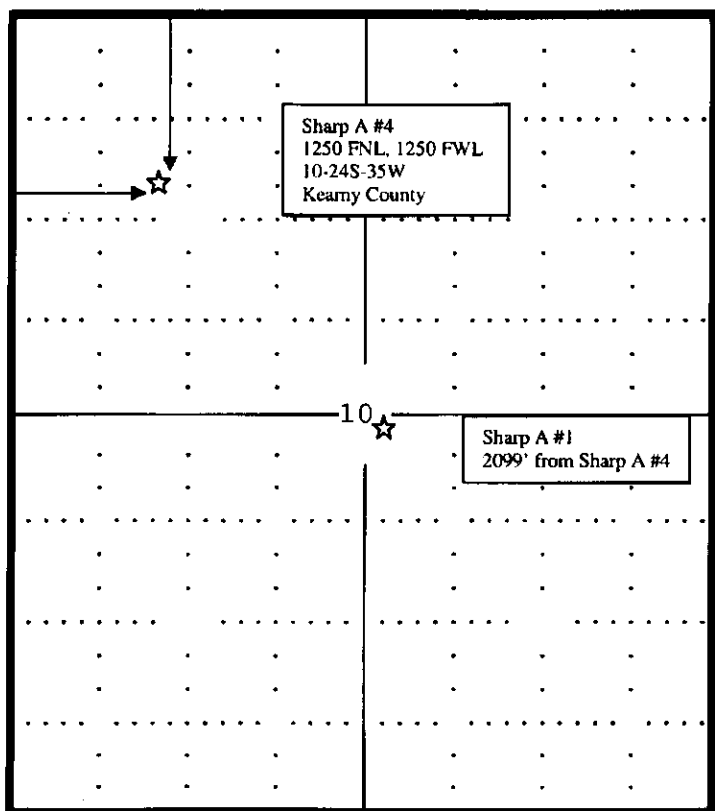 Sharp A #4
1250 FNL, 1250 FWL
10-24S-35W
Kearny County
10
Sharp A #1
2099' from Sharp A #4